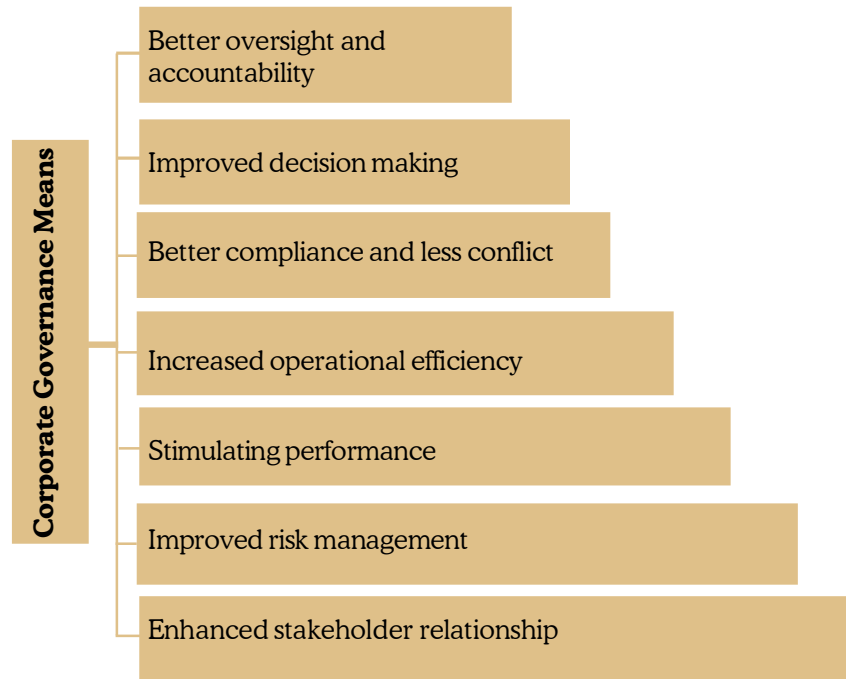 Corporate Governance Means
Better oversight and
accountability
Improved decision making
Better compliance and less conflict
Increased operational efficiency
Stimulating performance
Improved risk management
Enhanced stakeholder relationship